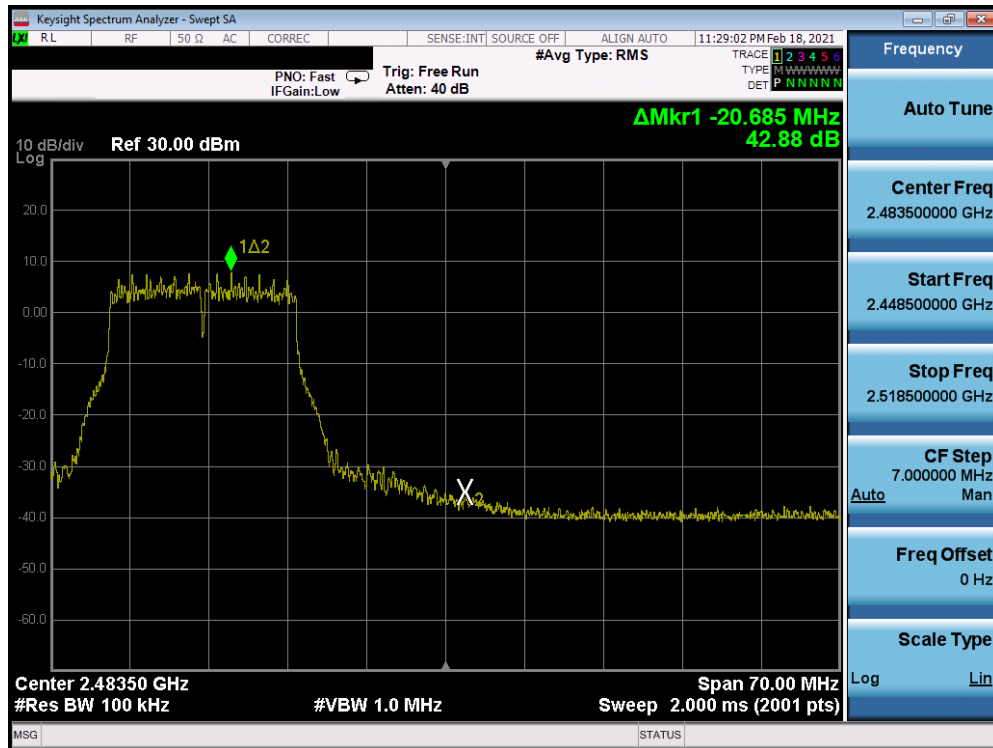 Keysight Spectrum Analyzer - Swept SA
LXI RL RF 50 Ω AC CORREC SENSE:INT SOURCE OFF ALIGN AUTO 11:29:02 PM Feb 18, 2021
#Avg Type: RMS
TRACE 1 2 3 4 5 6
PNO: Fast Trig: Free Run
TYPE M WWWWW
IFGain:Low Atten: 40 dB
DET P N N N N N
ΔMkr1 -20.685 MHz
42.88 dB
10 dB/div Ref 30.00 dBm
Log
20.0
1Δ2
10.0
0.00
-10.0
-20.0
-30.0
X2
-40.0
-50.0
-60.0
Center 2.48350 GHz Span 70.00 MHz
#Res BW 100 kHz #VBW 1.0 MHz Sweep 2.000 ms (2001 pts)
MSG STATUS
Frequency
Auto Tune
Center Freq
2.483500000 GHz
Start Freq
2.448500000 GHz
Stop Freq
2.518500000 GHz
CF Step
7.000000 MHz
Auto Man
Freq Offset
0 Hz
Scale Type
Log Lin